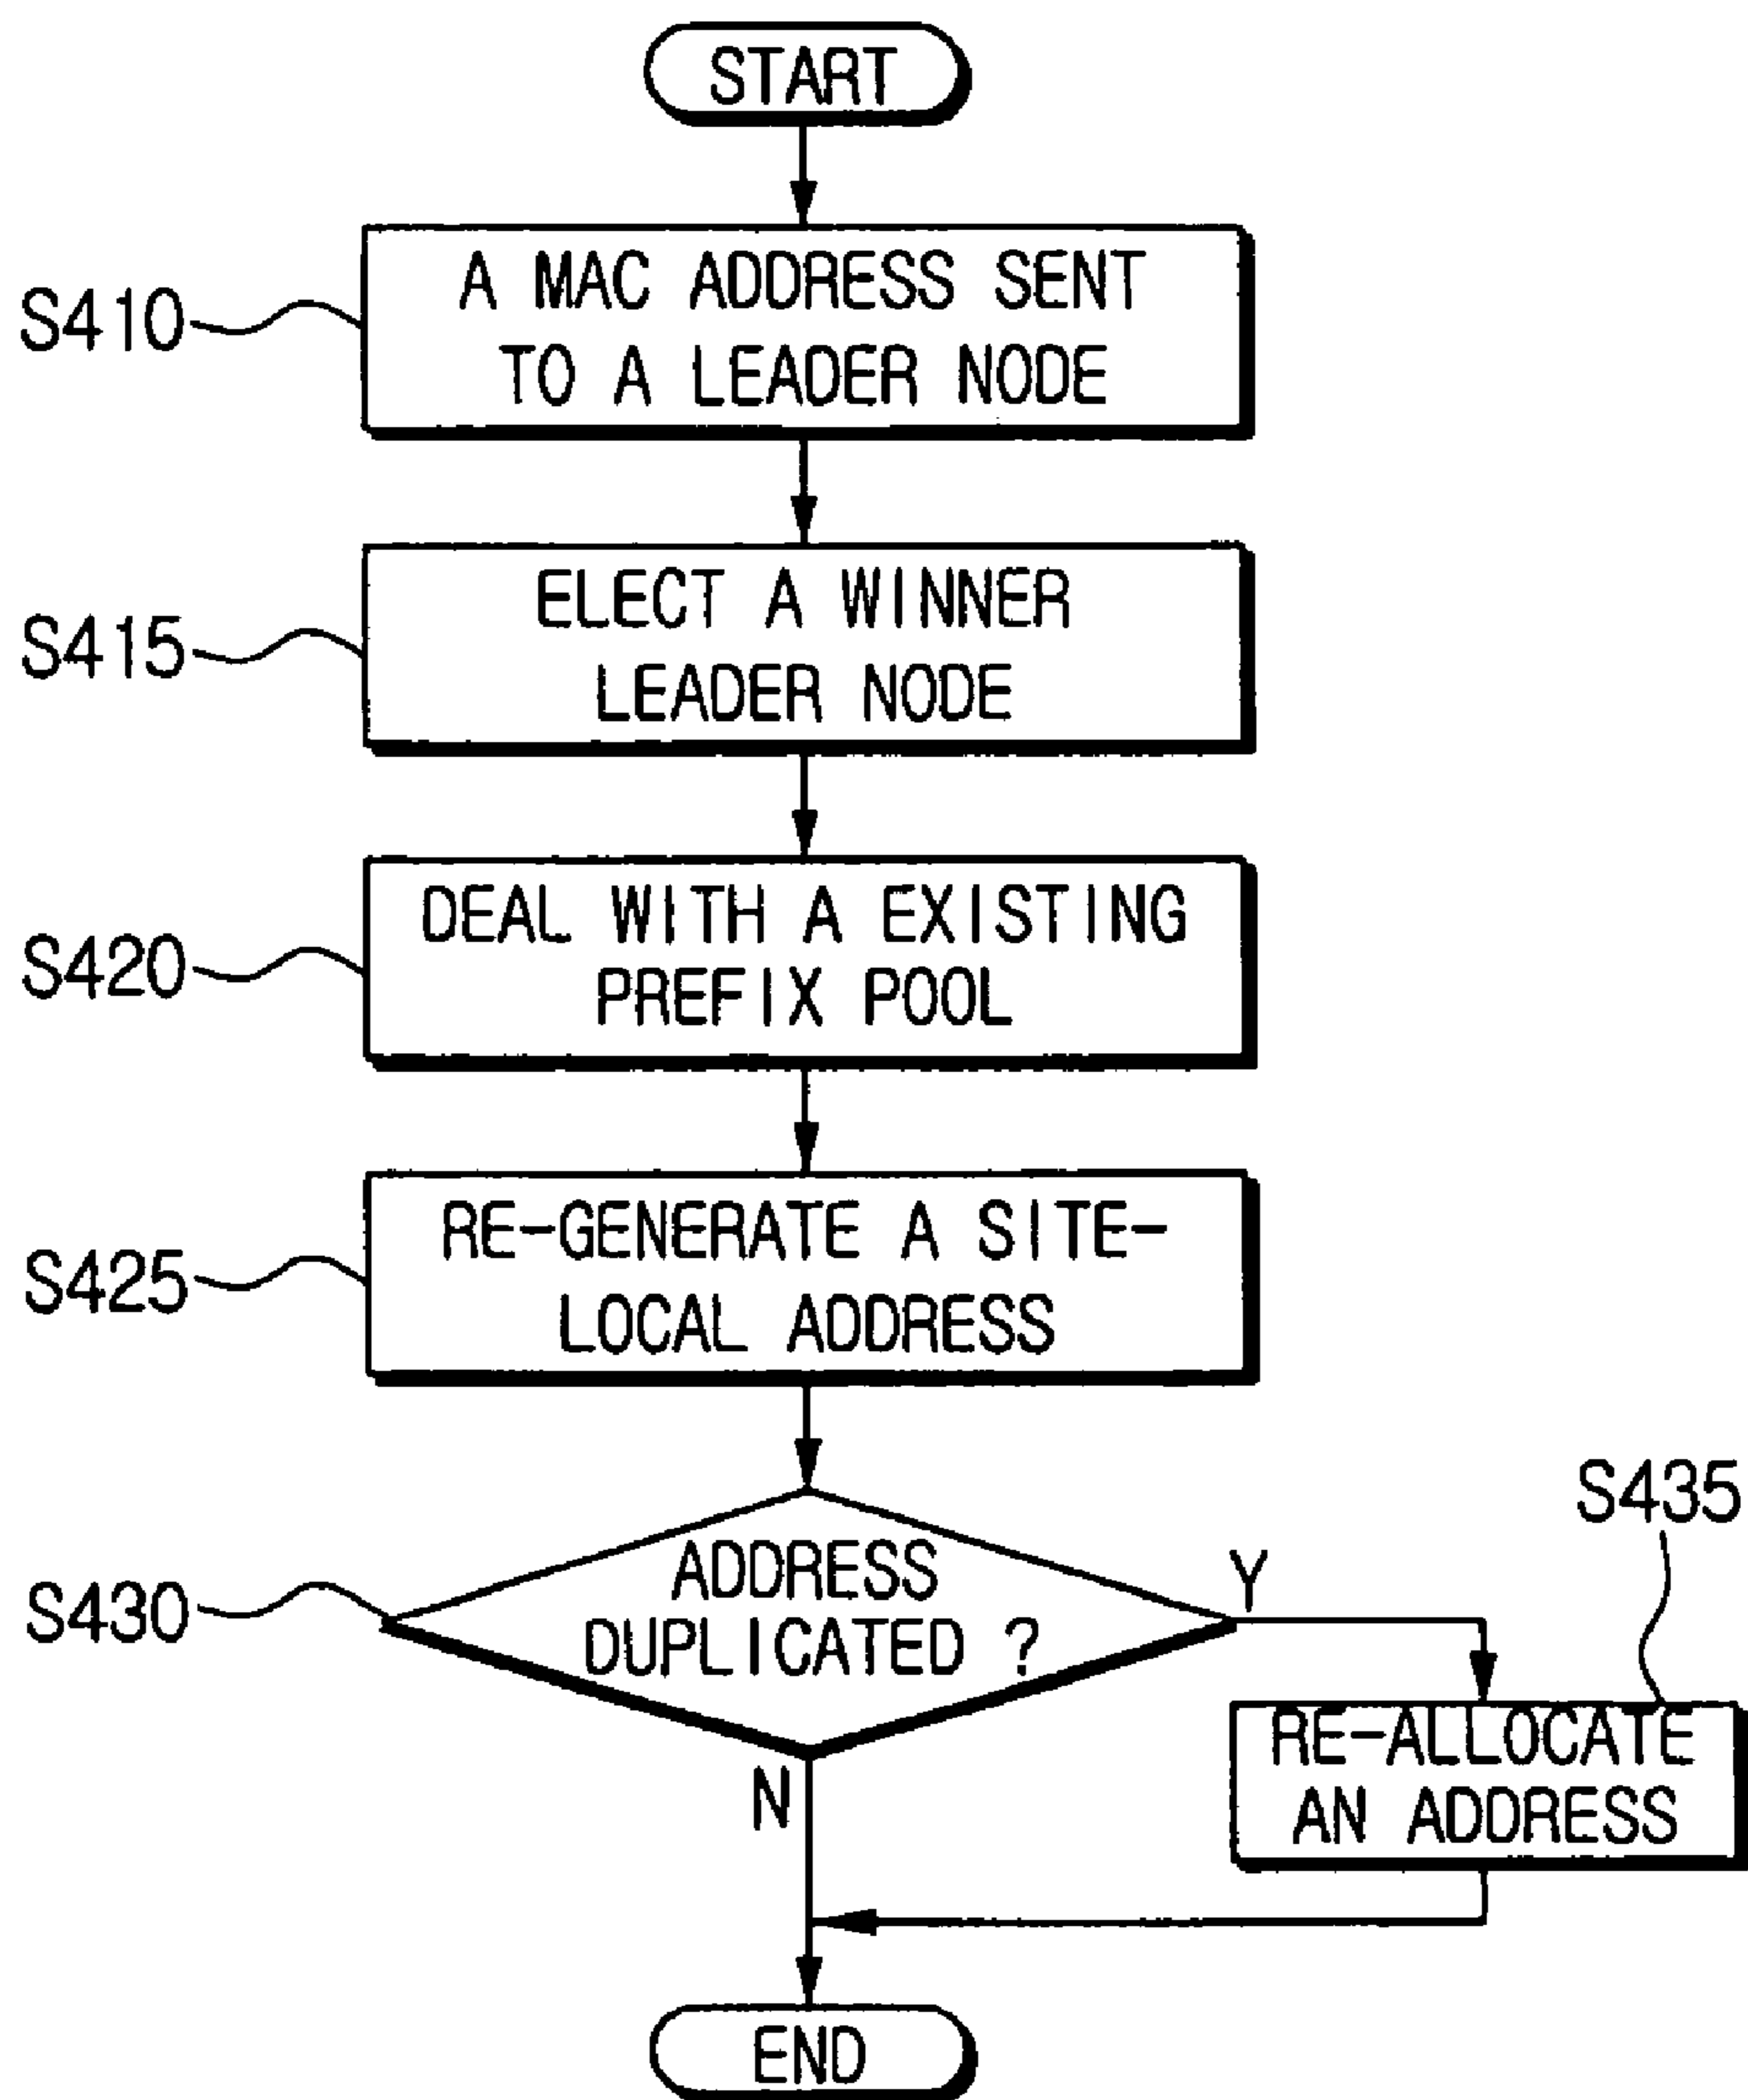 START
S410
A MAC ADDRESS SENT
TO A LEADER NODE
S415
ELECT A WINNER
LEADER NODE
S420
DEAL WITH A EXISTING
PREFIX POOL
S425
RE-GENERATE A SITE-
LOCAL ADDRESS
S430
ADDRESS
DUPLICATED ?
Y
S435
RE-ALLOCATE
AN ADDRESS
N
END